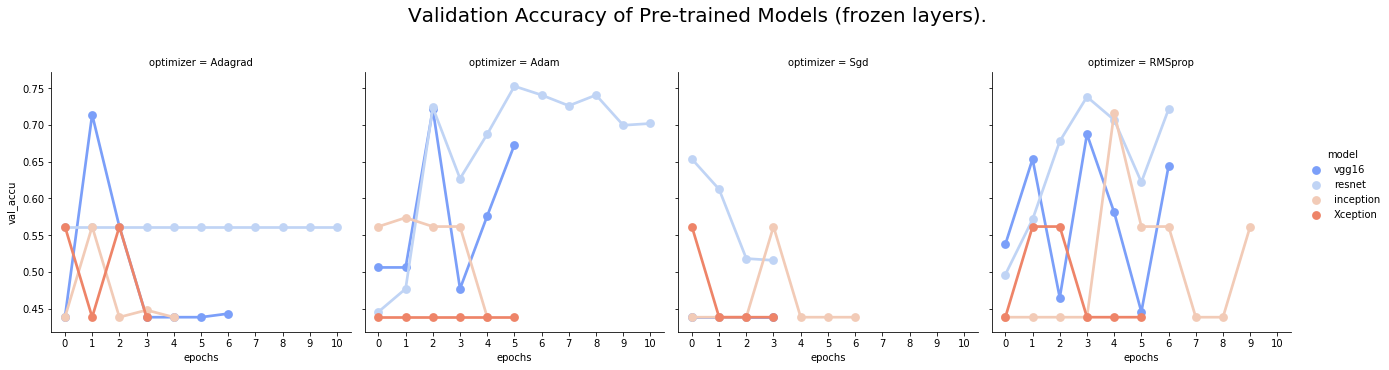 Validation Accuracy of Pre-trained Models (frozen layers).
optimizer = Adagrad
optimizer = Adam
optimizer = Sgd
optimizer = RMSprop
val_accu
0.75
0.70
0.65
0.60
0.55
0.50
0.45
0 1 2 3 4 5 6 7 8 9 10
0 1 2 3 4 5 6 7 8 9 10
0 1 2 3 4 5 6 7 8 9 10
0 1 2 3 4 5 6 7 8 9 10
epochs
epochs
epochs
epochs
model
vgg16
resnet
inception
Xception